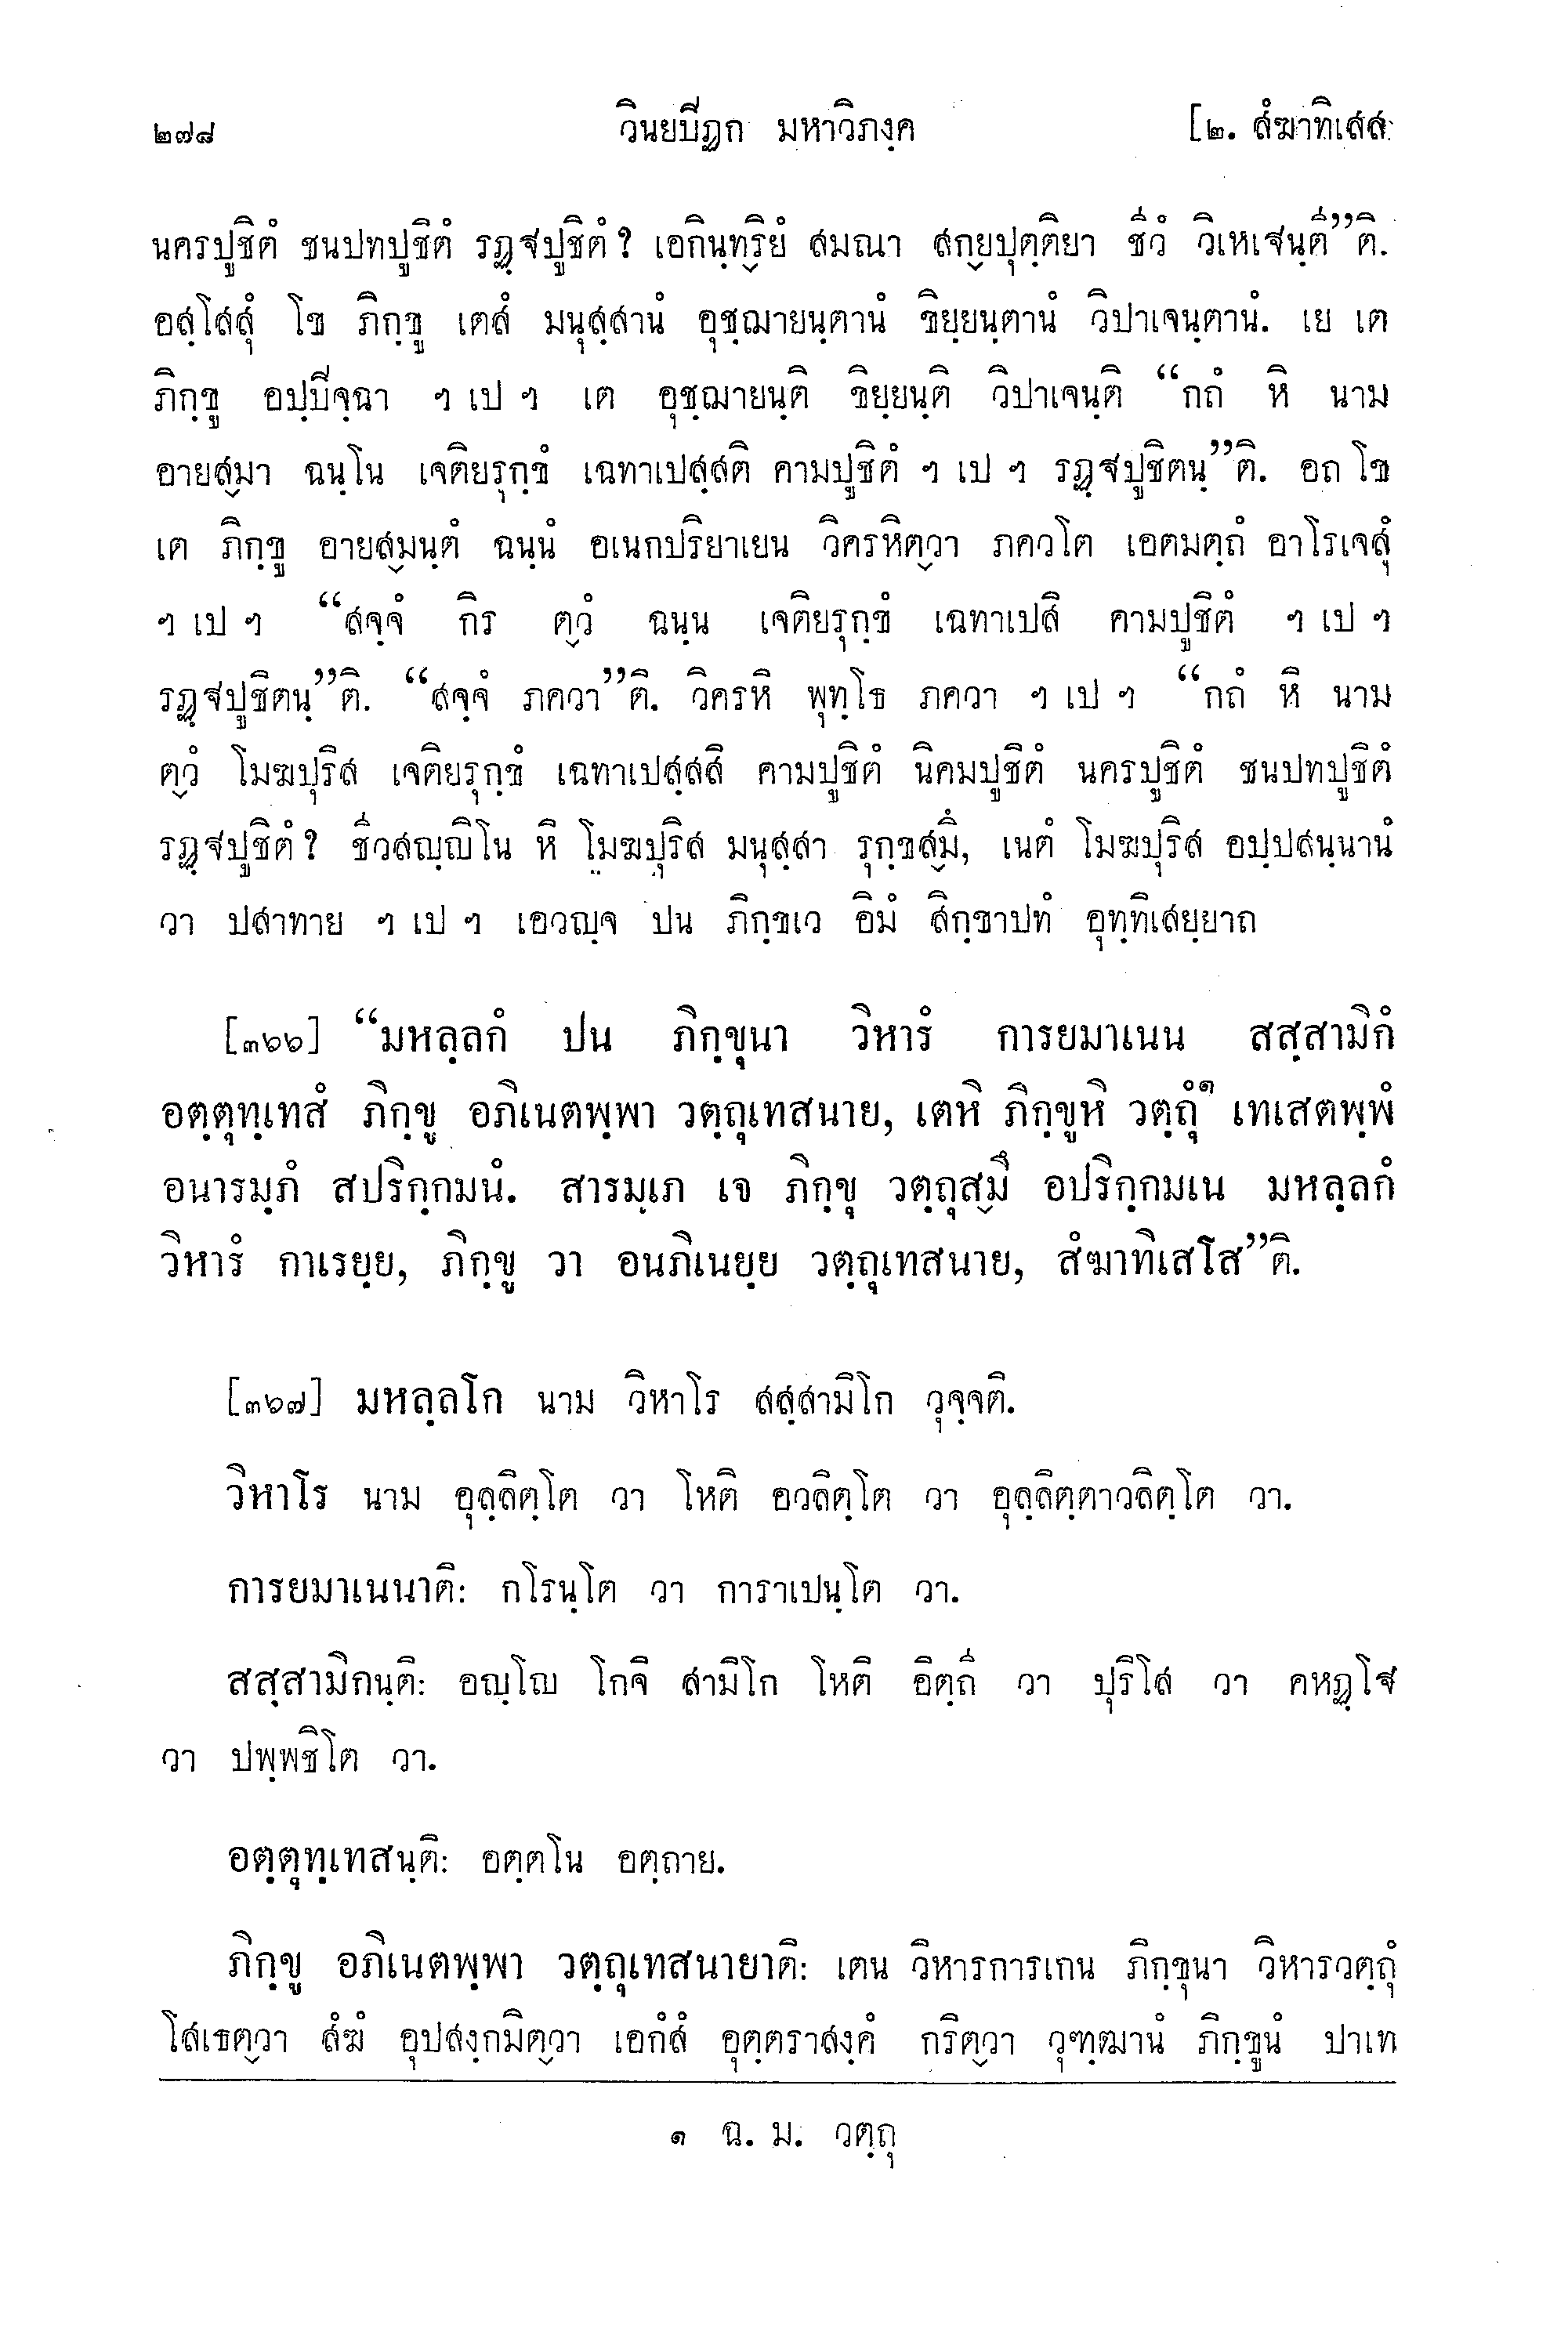 ๒๗๘ วินยปิฏก มหาวิภงฺค [๒. สํฆาทิเสส
นครปูชิตํ ชนปทปูชิตํ รฏฺฐปูชิตํ? เอกินฺทฺริยํ สมณา สกฺยปุตฺติยา ชีวํ วิเหเฐนฺตี”ติ.
อสฺโสสุํ โข ภิกฺขู เตสํ มนุสฺสานํ อุชฺฌายนฺตานํ ขิยฺยนฺตานํ วิปาเจนฺตานํ. เย เต
ภิกฺขู อปฺปิจฺฉา ฯ เป ฯ เต อุชฺฌายนฺติ ขิยฺยนฺติ วิปาเจนฺติ “กถํ หิ นาม
อายสฺมา ฉนฺโน เจติยรุกฺขํ เฉทาเปสฺสติ คามปูชิตํ ฯ เป ฯ รฏฺฐปูชิตนฺ”ติ. อถ โข
เต ภิกฺขู อายสฺมนฺตํ ฉนฺนํ อเนกปริยาเยน วิครหิตฺวา ภควโต เอตมตฺถํ อาโรเจสุํ
ฯ เป ฯ “สจฺจํ กิร ตฺวํ ฉนฺน เจติยรุกฺขํ เฉทาเปสิ คามปูชิตํ ฯ เป ฯ
รฏฺฐปูชิตนฺ”ติ. “สจฺจํ ภควา”ติ. วิครหิ พุทฺโธ ภควา ฯ เป ฯ “กถํ หิ นาม
ตฺวํ โมฆปุริส เจติยรุกฺขํ เฉทาเปสฺสสิ คามปูชิตํ นิคมปูชิตํ นครปูชิตํ ชนปทปูชิตํ
รฏฺฐปูชิตํ? ชีวสญฺญิโน หิ โมฆปุริส มนุสฺสา รุกฺขสฺมิํ, เนตํ โมฆปุริส อปฺปสนฺนานํ
วา ปสาทาย ฯ เป ฯ เอวญฺจ ปน ภิกฺขเว อิมํ สิกฺขาปทํ อุทฺทิเสยฺยาถ
[๓๖๖] “มหลฺลกํ ปน ภิกฺขุนา วิหารํ การยมาเนน สสฺสามิกํ
อตฺตุทฺเทสํ ภิกฺขู อภิเนตพฺพา วตฺถุเทสนาย, เตหิ ภิกฺขูหิ วตฺถุํ๑ เทเสตพฺพํ
อนารมฺภํ สปริกฺกมนํ. สารมฺเภ เจ ภิกฺขุ วตฺถุสฺมิํ อปริกฺกมเน มหลฺลกํ
วิหารํ กาเรยฺย, ภิกฺขู วา อนภิเนยฺย วตฺถุเทสนาย, สํฆาทิเสโส”ติ.
[๓๖๗] มหลฺลโก นาม วิหาโร สสฺสามิโก วุจฺจติ.
วิหาโร นาม อุลฺลิตฺโต วา โหติ อวลิตฺโต วา อุลฺลิตฺตาวลิตฺโต วา.
การยมาเนนาติ: กโรนฺโต วา การาเปนฺโต วา.
สสฺสามิกนฺติ: อญฺโญ โกจิ สามิโก โหติ อิตฺถี วา ปุริโส วา คหฏฺโฐ
วา ปพฺพชิโต วา.
อตฺตุทฺเทสนฺติ: อตฺตโน อตฺถาย.
ภิกฺขู อภิเนตพฺพา วตฺถุเทสนายาติ: เตน วิหารการเกน ภิกฺขุนา วิหารวตฺถุํ
โสเธตฺวา สํฆํ อุปสงฺกมิตฺวา เอกํสํ อุตฺตราสงฺคํ กริตฺวา วุฑฺฒานํ ภิกฺขูนํ ปาเท
๑ ฉ. ม. วตฺถุ